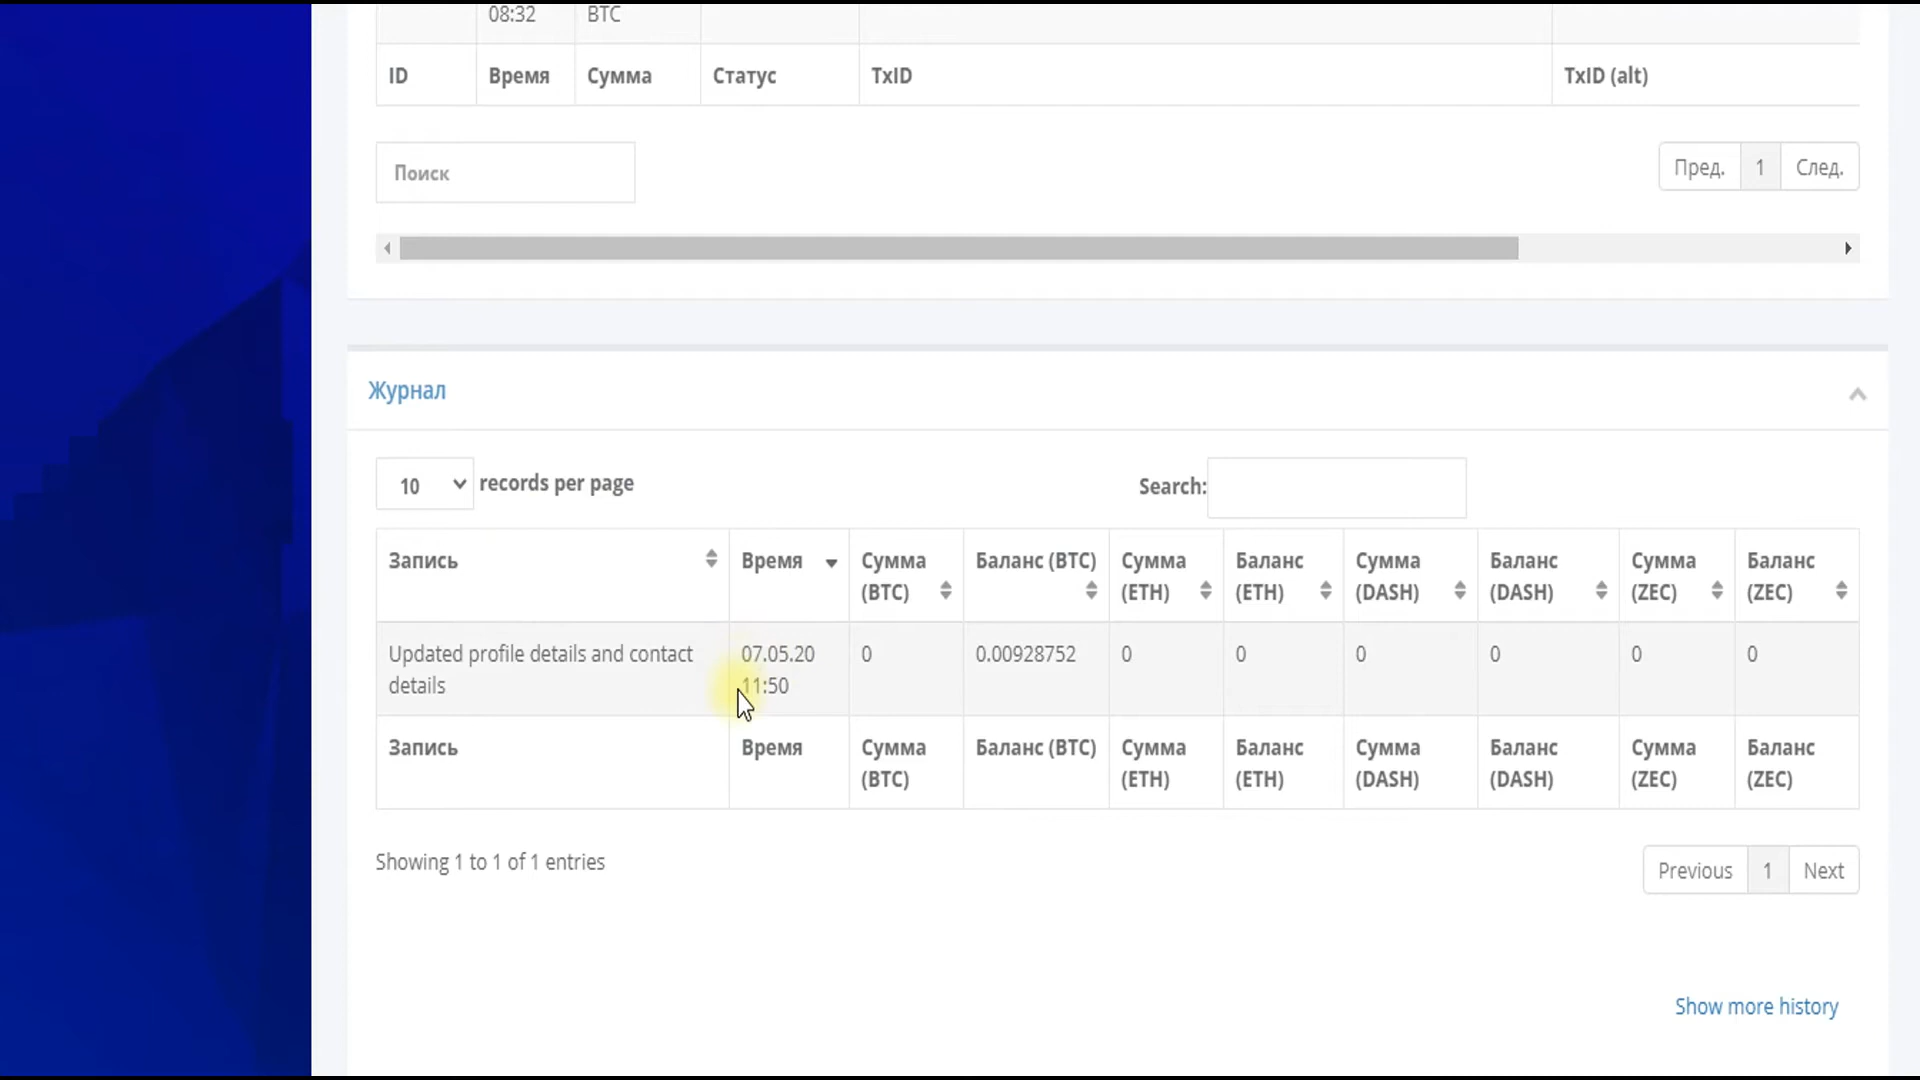 08:32 BTC
ID Время Сумма Статус TxID TxID (alt)
Поиск Пред. 1 След.
Журнал
10 records per page Search:
Запись Время Сумма (BTC) Баланс (BTC) Сумма (ETH) Баланс (ETH) Сумма (DASH) Баланс (DASH) Сумма (ZEC) Баланс (ZEC)
Updated profile details and contact details 07.05.20 11:50 0 0.00928752 0 0 0 0 0 0
Запись Время Сумма (BTC) Баланс (BTC) Сумма (ETH) Баланс (ETH) Сумма (DASH) Баланс (DASH) Сумма (ZEC) Баланс (ZEC)
Showing 1 to 1 of 1 entries Previous 1 Next
Show more history